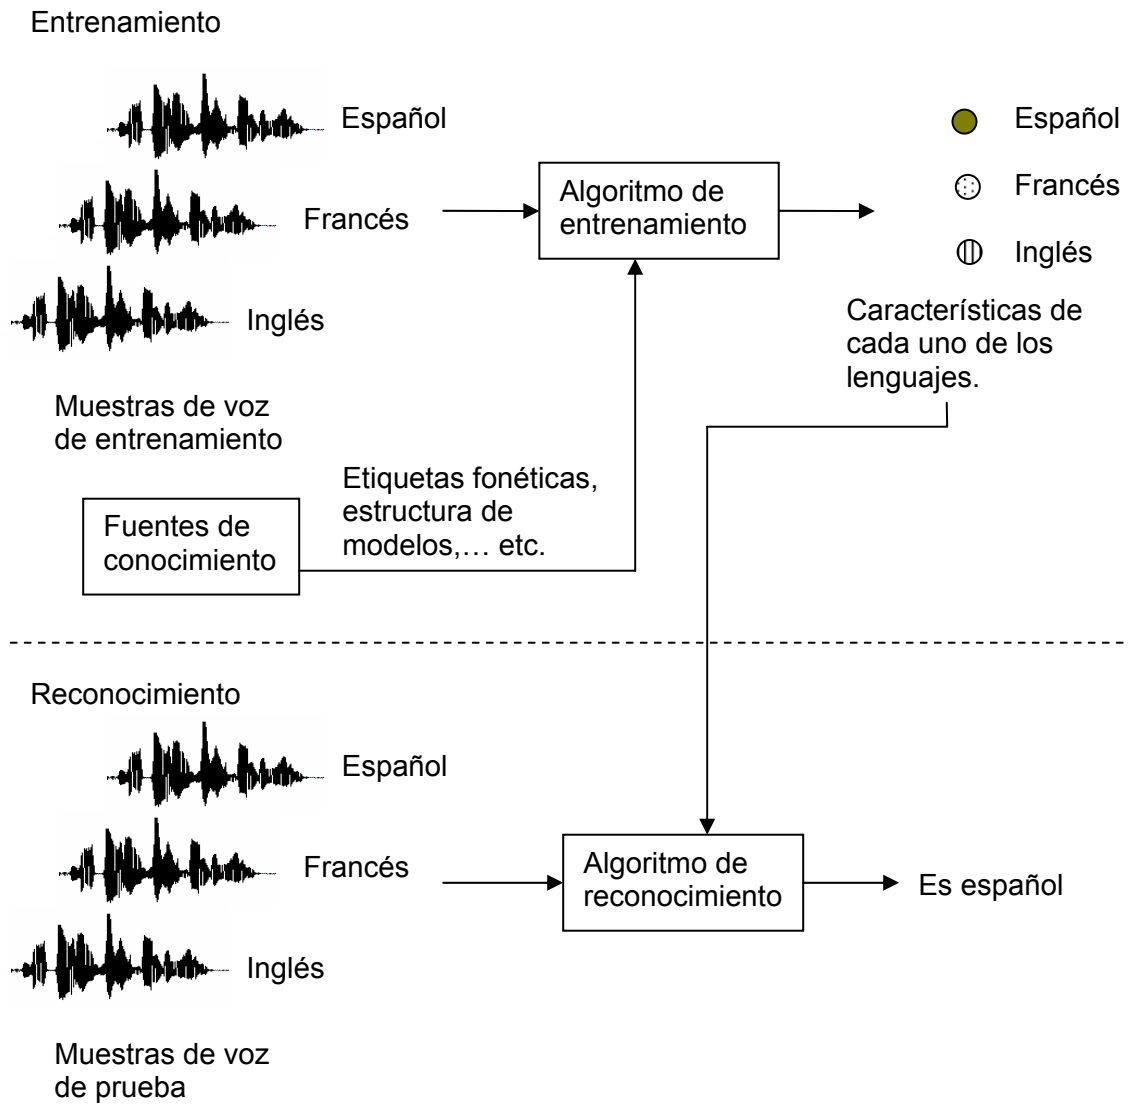 Entrenamiento
Español
Francés
Inglés
Muestras de voz
de entrenamiento
Algoritmo de
entrenamiento
Español
Francés
Inglés
Característícas de
cada uno de los
lenguajes.
Fuentes de
conocimiento
Etiquetas fonéticas,
estructura de
modelos,… etc.
Reconocimiento
Español
Francés
Inglés
Muestras de voz
de prueba
Algoritmo de
reconocimiento
Es español